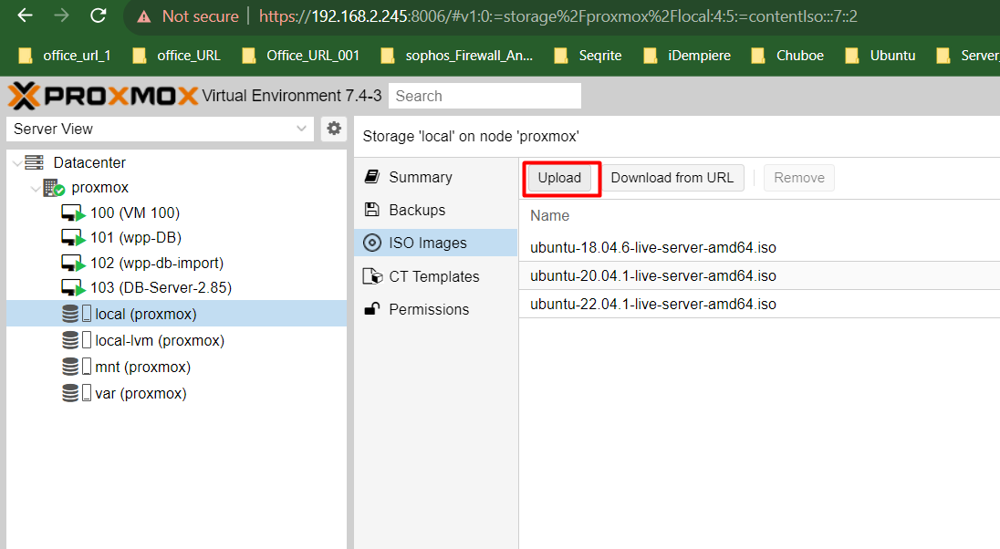 Not secure https://192.168.2.245:8006/#v1:0:=storage%2Fproxmox%2Flocal:4:5:=contentIso:::7::2
office_url_1 office_URL Office_URL_001 sophos_Firewall_An... Seqrite iDempiere Chuboe Ubuntu Server_
PROXMOX Virtual Environment 7.4-3 Search
Server View
Storage 'local' on node 'proxmox'
Datacenter
proxmox
100 (VM 100)
101 (wpp-DB)
102 (wpp-db-import)
103 (DB-Server-2.85)
local (proxmox)
local-lvm (proxmox)
mnt (proxmox)
var (proxmox)
Summary
Backups
ISO Images
CT Templates
Permissions
Upload Download from URL Remove
Name
ubuntu-18.04.6-live-server-amd64.iso
ubuntu-20.04.1-live-server-amd64.iso
ubuntu-22.04.1-live-server-amd64.iso